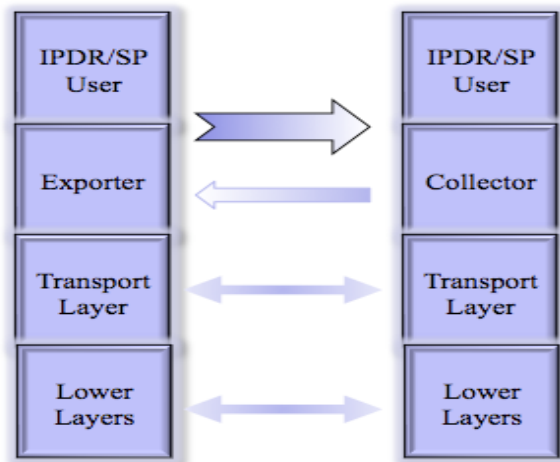 IPDR/SP
User
IPDR/SP
User
Exporter
Collector
Transport
Layer
Transport
Layer
Lower
Layers
Lower
Layers